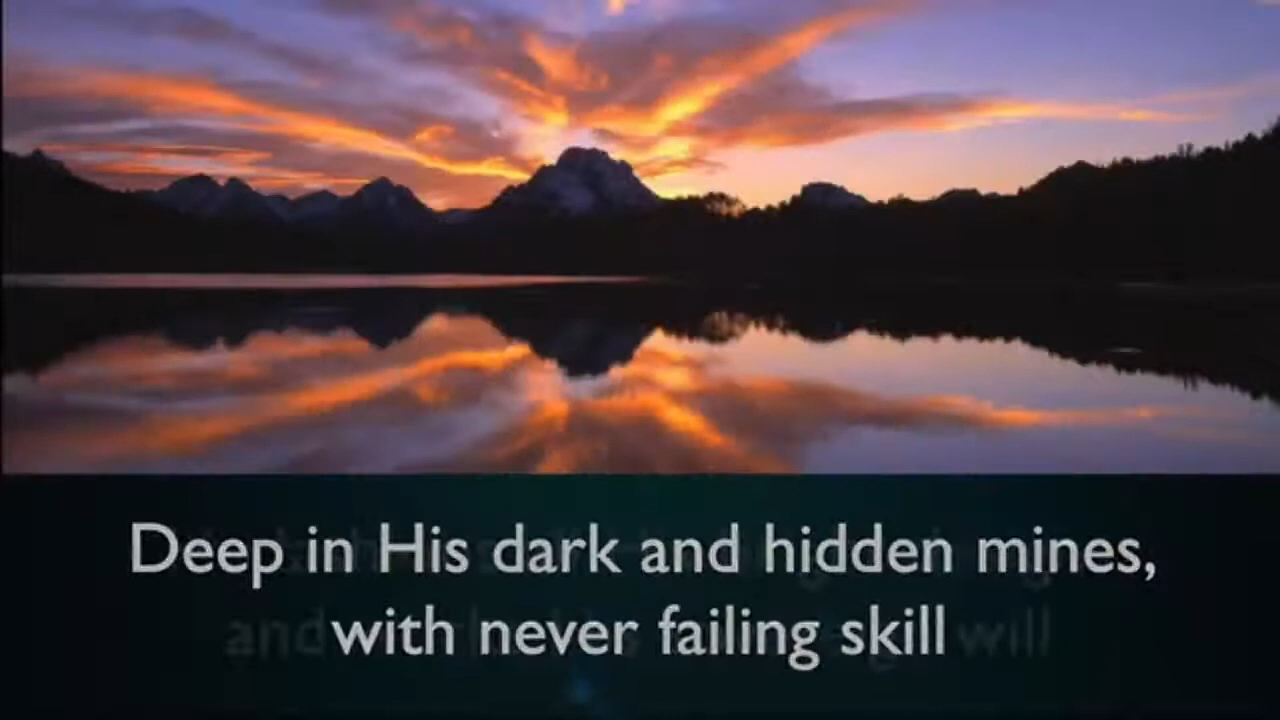 Deep in His dark and hidden mines,
with never failing skill